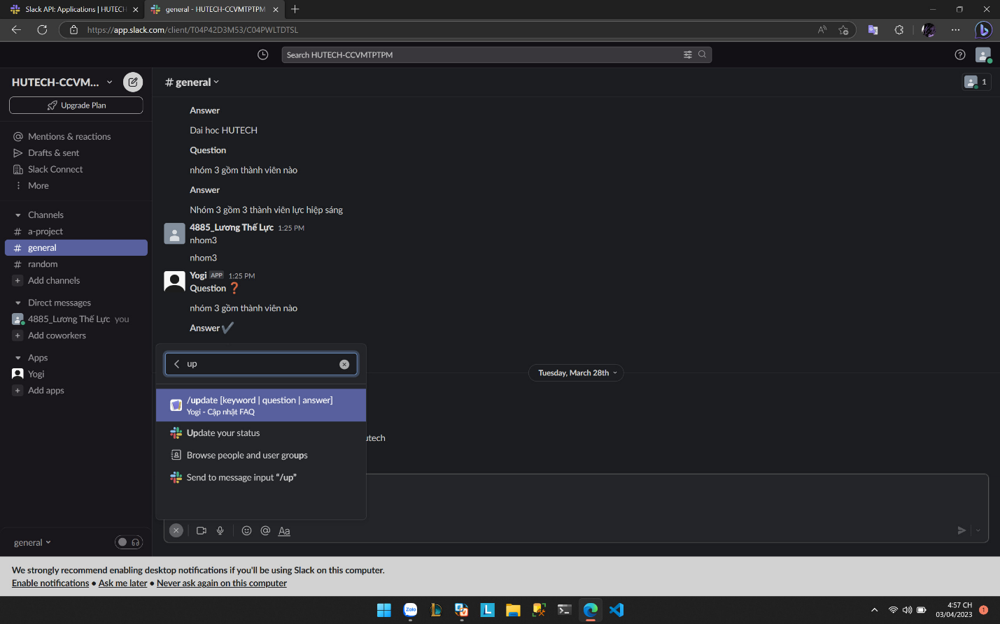 Slack API: Applications | HUTECH
general - HUTECH-CCVMTPTPM
https://app.slack.com/client/T04P42D3M53/C04PWLTDTSL
Search HUTECH-CCVMTPTPM
HUTECH-CCVM...
Upgrade Plan
Mentions & reactions
Drafts & sent
Slack Connect
More
Channels
# a-project
# general
# random
+ Add channels
Direct messages
4885_Lương Thế Lực you
+ Add coworkers
Apps
Yogi
+ Add apps
general
# general
1
Answer
Dai hoc HUTECH
Question
nhóm 3 gồm thành viên nào
Answer
Nhóm 3 gồm 3 thành viên lực hiệp sáng
4885_Lương Thế Lực 1:25 PM
nhom3
nhom3
Yogi APP 1:25 PM
Question ❓
nhóm 3 gồm thành viên nào
Answer ✔️
Tuesday, March 28th
up
/update [keyword | question | answer]
Yogi - Cập nhật FAQ
Update your status
Browse people and user groups
Send to message input “/up”
utech
Aa
We strongly recommend enabling desktop notifications if you'll be using Slack on this computer.
Enable notifications • Ask me later • Never ask again on this computer
Zalo
L
4:57 CH
03/04/2023
1